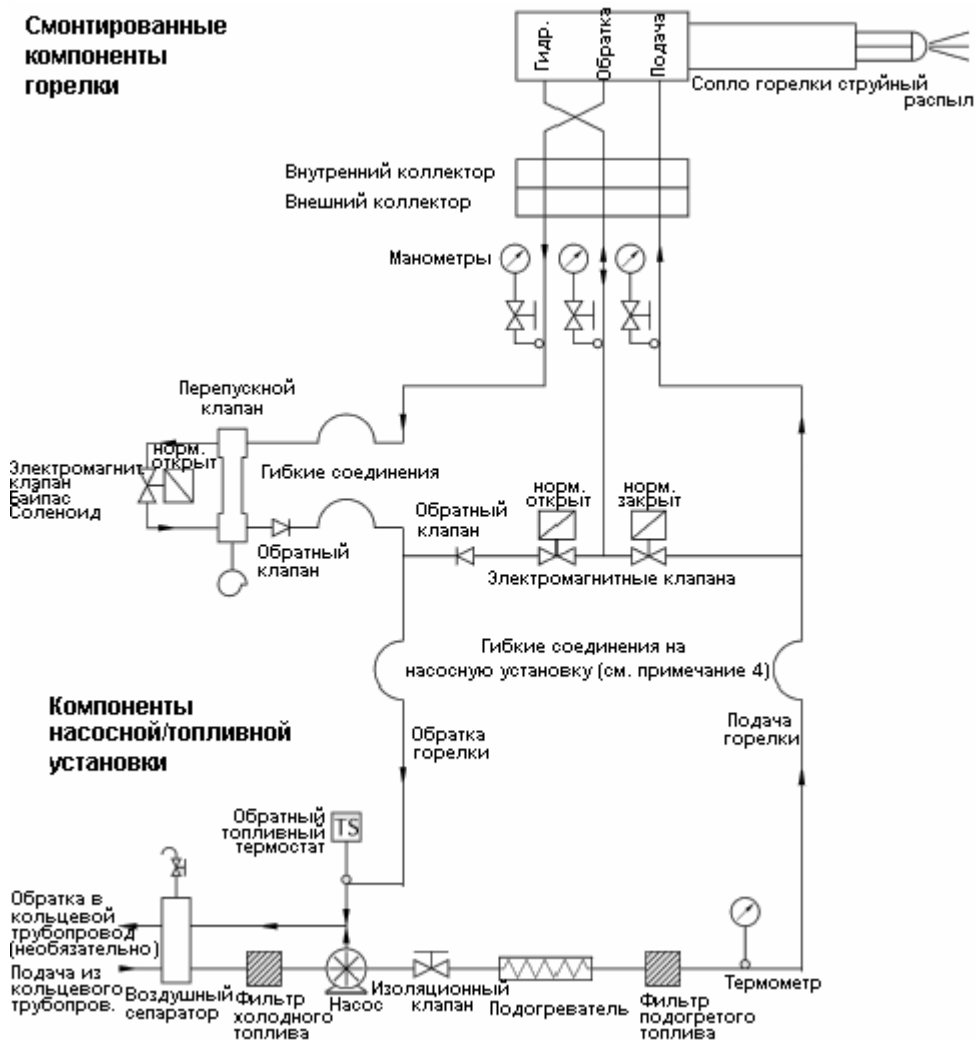 Смонтированные
компоненты
горелки
Гидр.
Обратка
Подача
Сопло горелки струйный
распыл
Внутренний коллектор
Внешний коллектор
Манометры
Перепускной
клапан
норм.
открыт
Электромагнит
клапан
Байпас
Соленоид
Гибкие соединения
Обратный
клапан
Обратный
клапан
норм.
открыт
норм.
закрыт
Электромагнитные клапана
Гибкие соединения на
насосную установку (см. примечание 4)
Компоненты
насосной/топливной
установки
Обратка
горелки
Подача
горелки
Обратный
топливный
термостат
TS
Обратка в
кольцевой
трубопровод
(необязательно)
Подача из
кольцевого
трубопров.
Воздушный
сепаратор
Фильтр
холодного
топлива
Насос
Изоляционный
клапан
Подогреватель
Фильтр
подогретого
топлива
Термометр